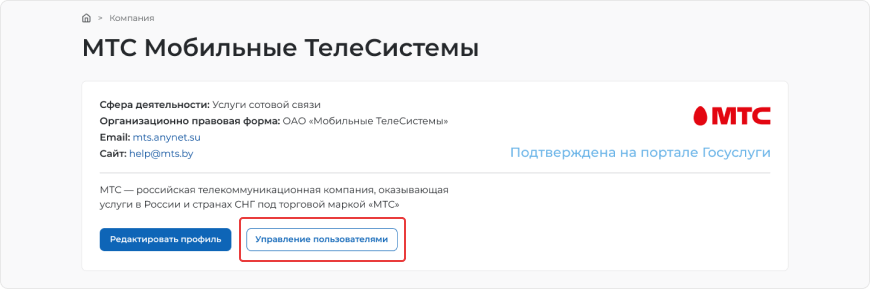 > Компания
МТС Мобильные ТелеСистемы
Сфера деятельности: Услуги сотовой связи
Организационно правовая форма: ОАО «Мобильные ТелеСистемы»
Email: mts.anynet.su
Сайт: help@mts.by
МТС
Подтверждена на портале Госуслуги
МТС — российская телекоммуникационная компания, оказывающая
услуги в России и странах СНГ под торговой маркой «МТС»
Редактировать профиль
Управление пользователями